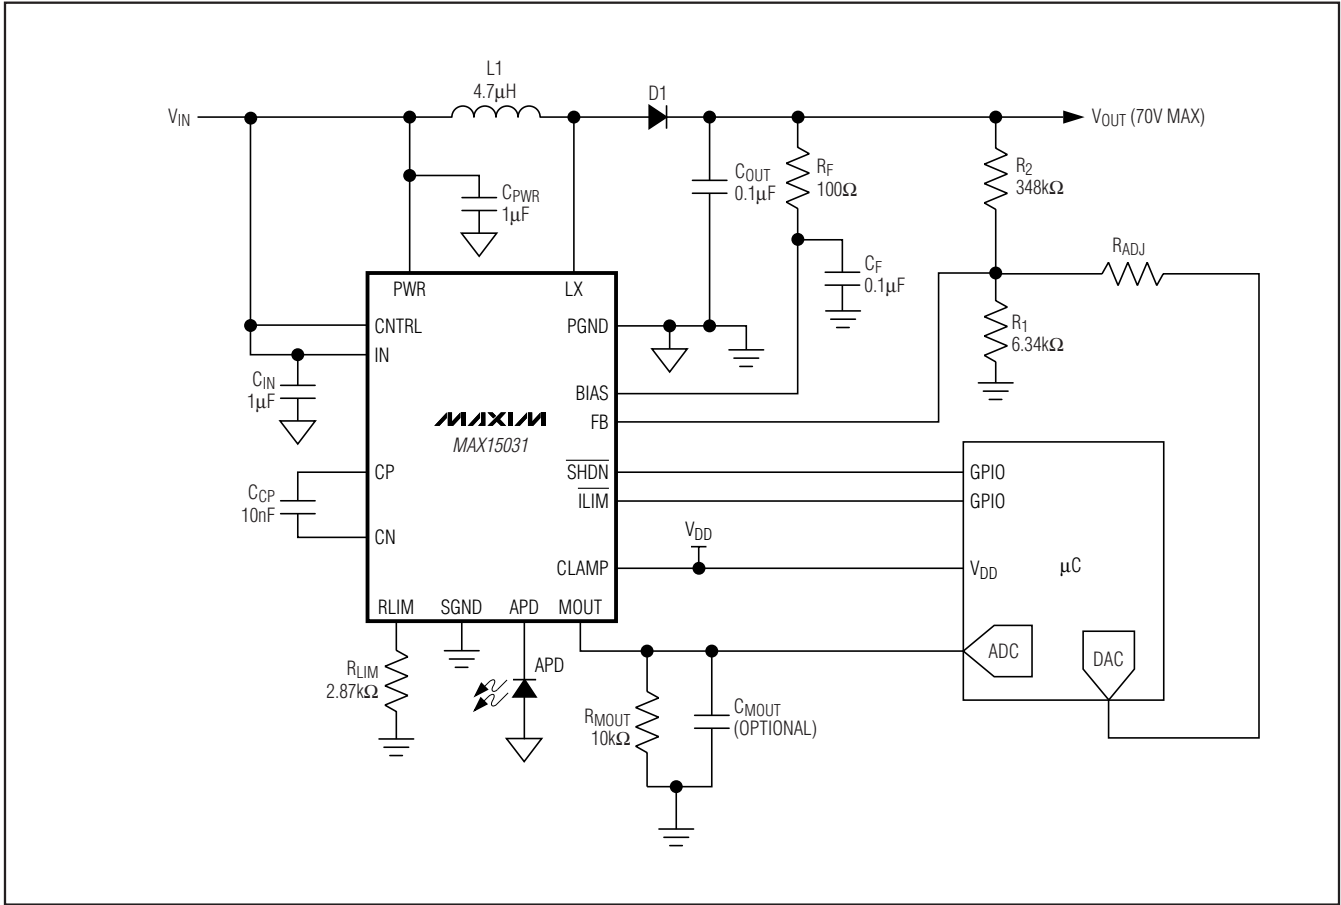 L1
4.7µH
D1
VIN
VOUT (70V MAX)
CPWR
1µF
COUT
0.1µF
RF
100Ω
R2
348kΩ
RADJ
CF
0.1µF
R1
6.34kΩ
PWR
LX
CNTRL
PGND
IN
CIN
1µF
BIAS
FB
MAXIM
MAX15031
CP
SHDN
GPIO
CCP
10nF
ILIM
GPIO
CN
VDD
CLAMP
VDD
µC
RLIM
SGND
APD
MOUT
ADC
DAC
RLIM
2.87kΩ
APD
RMOUT
10kΩ
CMOUT
(OPTIONAL)